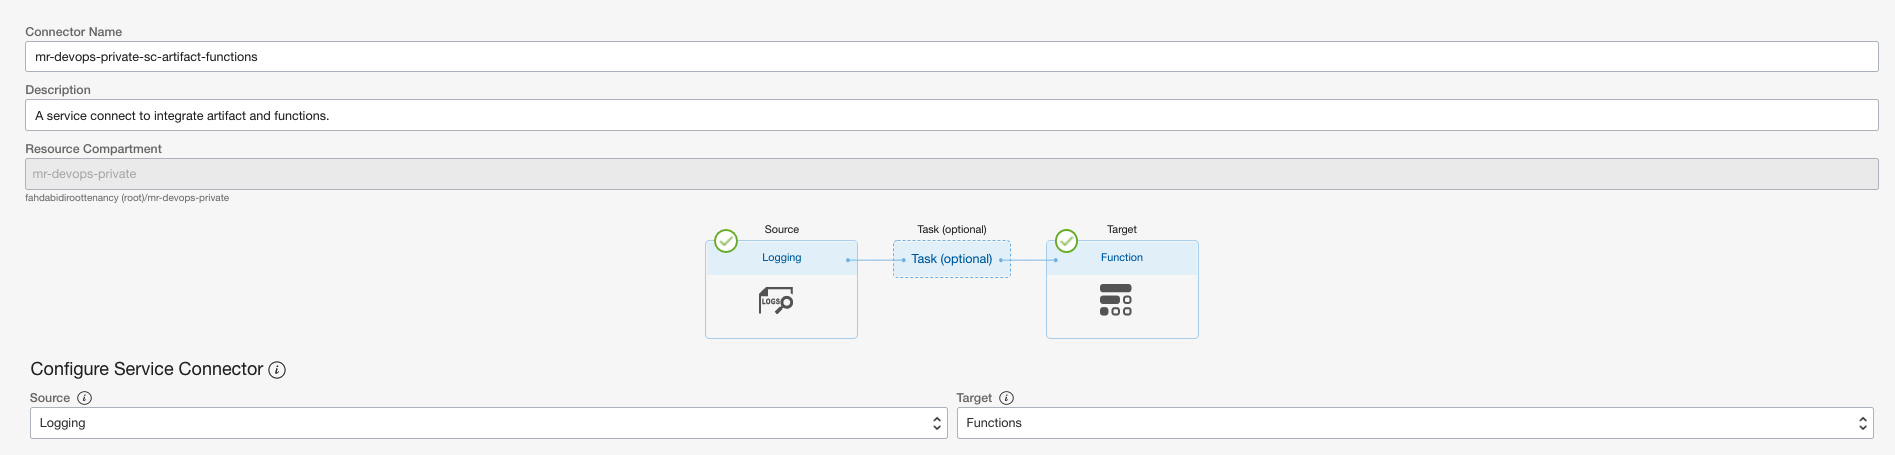 Connector Name
mr-devops-private-sc-artifact-functions
Description
A service connect to integrate artifact and functions.
Resource Compartment
mr-devops-private
fahdabidiroottenancy (root)/mr-devops-private
Source Task (optional) Target
Logging Task (optional) Function
LOGS
Configure Service Connector i
Source i Target i
Logging Functions